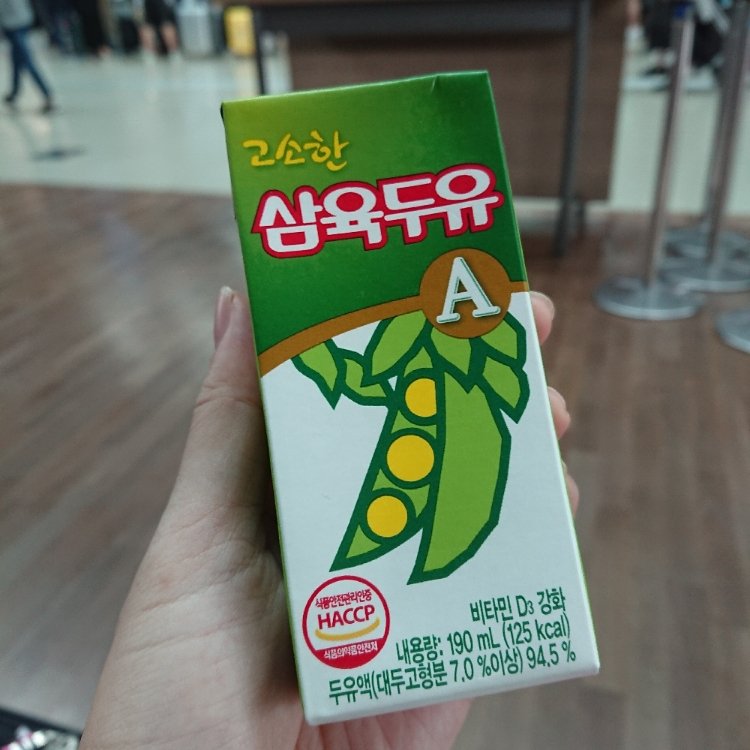 고소한
삼육두유
A
식품안전관리인증
HACCP
식품의약품안전처
비타민 D3 강화
내용량: 190 mL (125 kcal)
두유액(대두고형분 7.0 %이상) 94.5 %